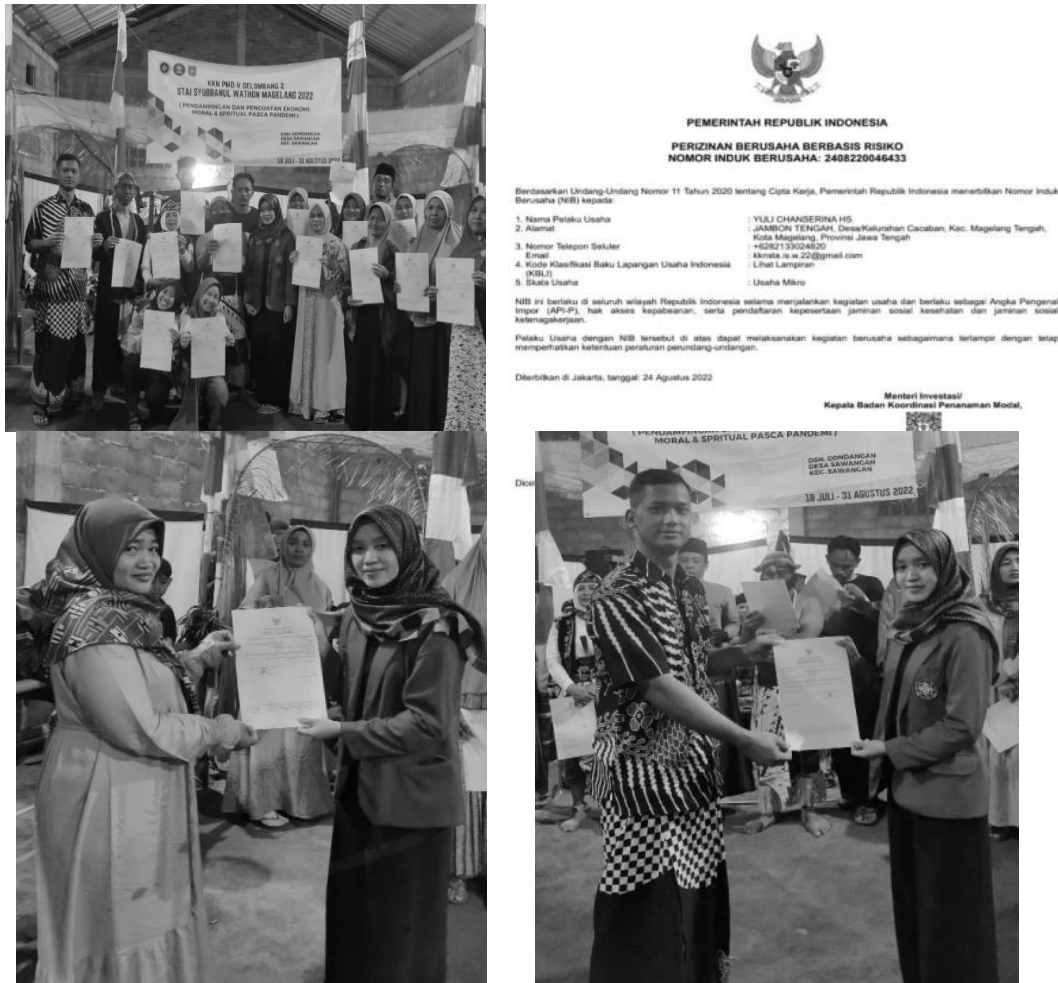 KKN PMD-V GELOMBANG 2
STAI SYUBBANUL WATHON MAGELANG 2022
( PENDAMPINGAN DAN PENGUATAN EKONOMI,
MORAL & SPRITUAL PASCA PANDEMI )
DSN. GONDANGAN
DESA SAWANGAN
KEC. SAWANGAN
18 JULI - 31 AGUSTUS 2022
PEMERINTAH REPUBLIK INDONESIA
PERIZINAN BERUSAHA BERBASIS RISIKO
NOMOR INDUK BERUSAHA: 2408220046433
Berdasarkan Undang-Undang Nomor 11 Tahun 2020 tentang Cipta Kerja, Pemerintah Republik Indonesia menerbitkan Nomor Induk
Berusaha (NIB) kepada:
1. Nama Pelaku Usaha : YULI CHANSERINA HS
2. Alamat : JAMBON TENGAH, Desa/Kelurahan Cacaban, Kec. Magelang Tengah,
Kota Magelang, Provinsi Jawa Tengah
3. Nomor Telepon Seluler : +6282133024820
Email : kknsta.is.w.22@gmail.com
4. Kode Klasifikasi Baku Lapangan Usaha Indonesia : Lihat Lampiran
(KBLI)
5. Skala Usaha : Usaha Mikro
NIB ini berlaku di seluruh wilayah Republik Indonesia selama menjalankan kegiatan usaha dan berlaku sebagai Angka Pengenal
Impor (API-P), hak akses kepabeanan, serta pendaftaran kepesertaan jaminan sosial kesehatan dan jaminan sosial
ketenagakerjaan.
Pelaku Usaha dengan NIB tersebut di atas dapat melaksanakan kegiatan berusaha sebagaimana terlampir dengan tetap
memperhatikan ketentuan peraturan perundang-undangan.
Diterbitkan di Jakarta, tanggal: 24 Agustus 2022
Menteri Investasi/
Kepala Badan Koordinasi Penanaman Modal,
Dicet
MORAL & SPRITUAL PASCA PANDEMI )
DSN. GONDANGAN
DESA SAWANGAN
KEC. SAWANGAN
18 JULI - 31 AGUSTUS 2022